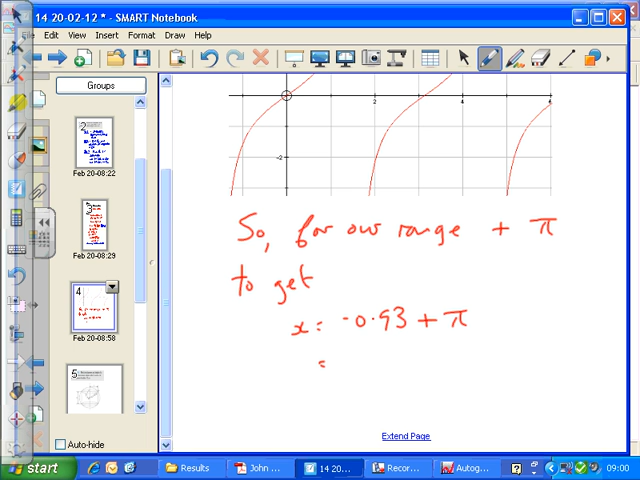 14 20-02-12 * - SMART Notebook
File Edit View Insert Format Draw Help
Groups
Feb 20-08:22
Feb 20-08:29
4
Feb 20-08:58
5
Auto-hide
2 4 6
-2
So, for our range + π
to get
x = -0.93 + π
=
Extend Page
start
Results
John
14 20...
Recor...
Autog...
09:00